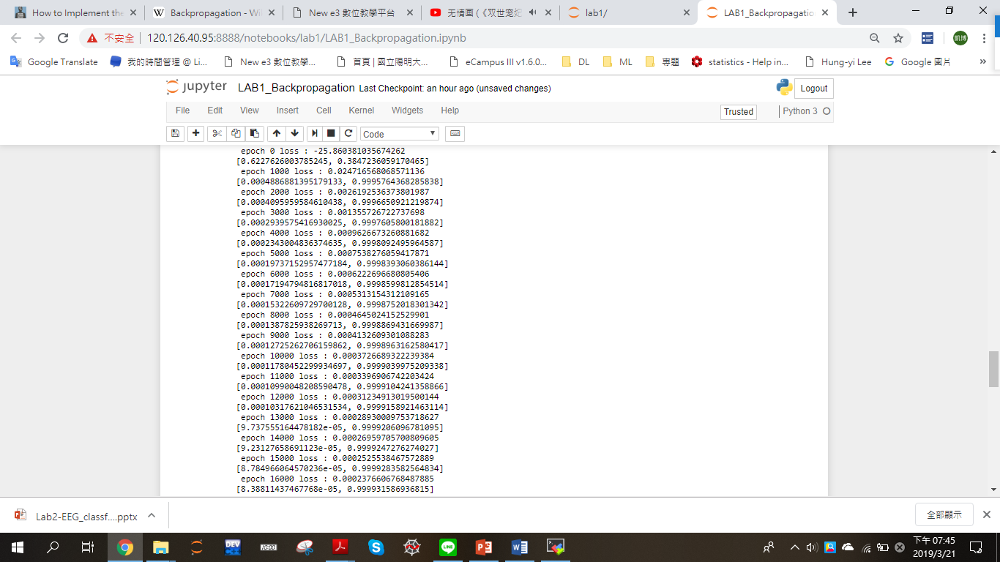 How to Implement the
Backpropagation - Wi
New e3 數位教學平台
无情画 (《双世宠妃
lab1/
LAB1_Backpropagatio
不安全
120.126.40.95:8888/notebooks/lab1/LAB1_Backpropagation.ipynb
凱博
Google Translate
我的時間管理 @ Li...
New e3 數位教學...
首頁 | 國立陽明大...
eCampus III v1.6.0...
DL
ML
專題
statistics - Help in...
Hung-yi Lee
Google 圖片
»
jupyter
LAB1_Backpropagation Last Checkpoint: an hour ago (unsaved changes)
Logout
File Edit View Insert Cell Kernel Widgets Help
Trusted
Python 3
Code
epoch 0 loss : -25.860381035674262
[0.6227626003785245, 0.3847236059170465]
epoch 1000 loss : 0.024716568068571136
[0.0004886881395179133, 0.9995764368285838]
epoch 2000 loss : 0.0026192536373801987
[0.0004095959584610438, 0.9996650921219874]
epoch 3000 loss : 0.001355726722737698
[0.0002939575416930025, 0.9997605800181882]
epoch 4000 loss : 0.0009626673260881682
[0.0002343004836374635, 0.9998092495964587]
epoch 5000 loss : 0.0007538276059417871
[0.00019737152957477184, 0.9998393060386144]
epoch 6000 loss : 0.0006222696680805406
[0.00017194794816817018, 0.9998599812854514]
epoch 7000 loss : 0.0005313154312109165
[0.00015322609729700128, 0.9998752018301342]
epoch 8000 loss : 0.0004645024152529901
[0.0001387825938269713, 0.9998869431669987]
epoch 9000 loss : 0.0004132609301088283
[0.00012725262706159862, 0.9998963162580417]
epoch 10000 loss : 0.0003726689322239384
[0.00011780452299934697, 0.9999039975209338]
epoch 11000 loss : 0.0003396906742203424
[0.00010990048208590478, 0.9999104241358866]
epoch 12000 loss : 0.00031234913019500144
[0.00010317621046531534, 0.9999158921463114]
epoch 13000 loss : 0.00028930009753718627
[9.737555164478182e-05, 0.9999206096781095]
epoch 14000 loss : 0.00026959705700809605
[9.23127658691123e-05, 0.9999247276274027]
epoch 15000 loss : 0.0002525538467572889
[8.784966064570236e-05, 0.9999283582564834]
epoch 16000 loss : 0.0002376606768487885
[8.38811437467768e-05, 0.999931586936815]
Lab2-EEG_classf....pptx
全部顯示
DEV
下午 07:45
2019/3/21